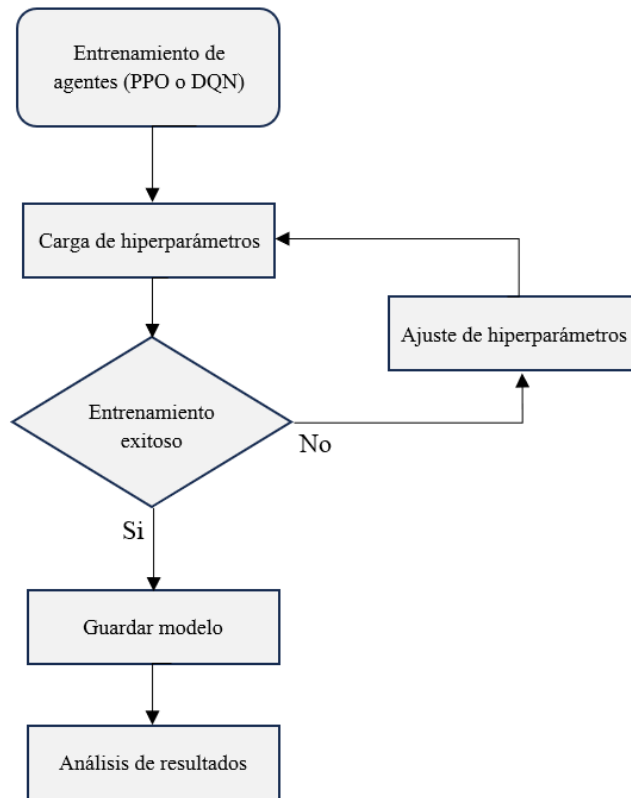 Entrenamiento de
agentes (PPO o DQN)
Carga de hiperparámetros
Ajuste de hiperparámetros
Entrenamiento
exitoso
No
Si
Guardar modelo
Análisis de resultados